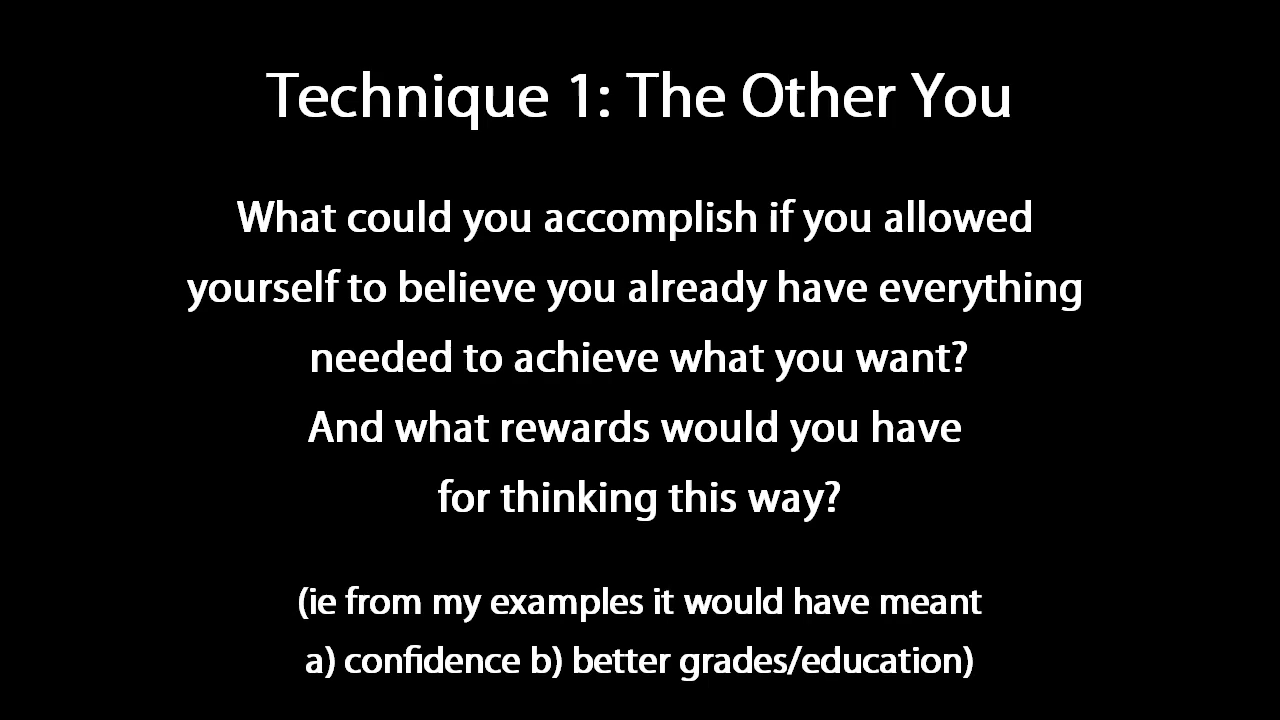 Technique 1: The Other You
What could you accomplish if you allowed
yourself to believe you already have everything
needed to achieve what you want?
And what rewards would you have
for thinking this way?
(ie from my examples it would have meant
a) confidence b) better grades/education)